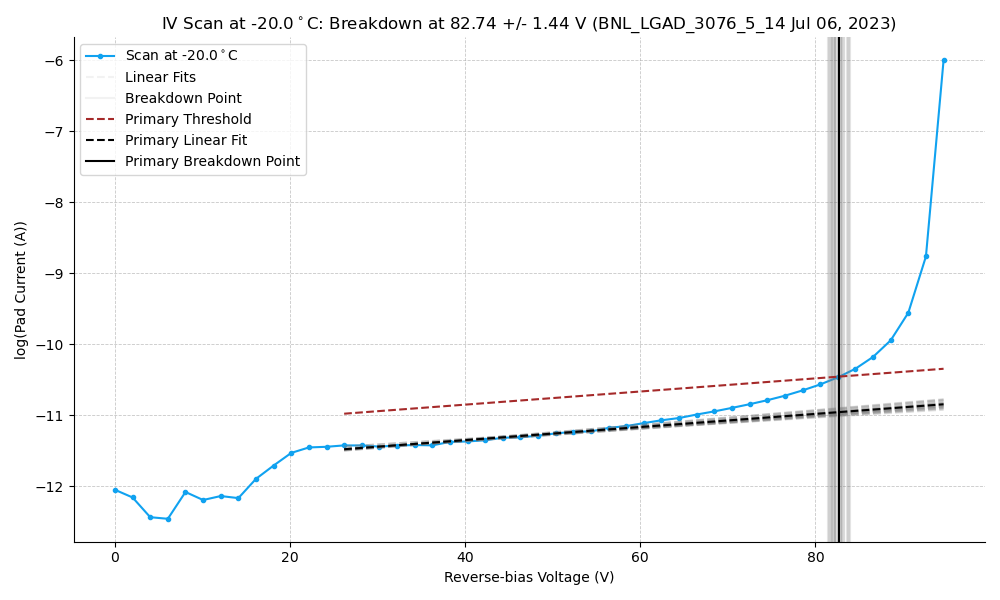 IV Scan at -20.0°C: Breakdown at 82.74 +/- 1.44 V (BNL_LGAD_3076_5_14 Jul 06, 2023)
Scan at -20.0°C
Linear Fits
Breakdown Point
Primary Threshold
Primary Linear Fit
Primary Breakdown Point
log(Pad Current (A))
−6
−7
−8
−9
−10
−11
−12
0 20 40 60 80
Reverse-bias Voltage (V)